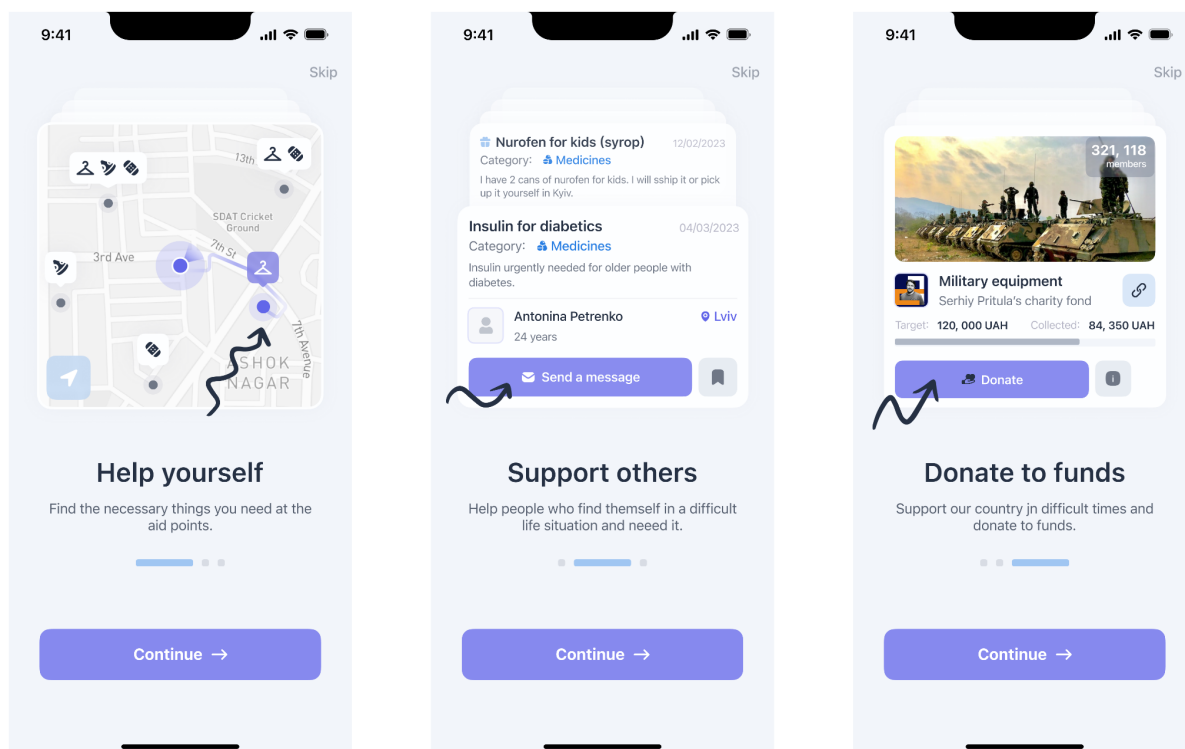 9:41
Skip
13th
SDAT Cricket
Ground
7th St
3rd Ave
7th Avenue
ASHOK
NAGAR
Help yourself
Find the necessary things you need at the
aid points.
Continue →
9:41
Skip
Nurofen for kids (syrop) 12/02/2023
Category: Medicines
I have 2 cans of nurofen for kids. I will sship it or pick
up it yourself in Kyiv.
Insulin for diabetics 04/03/2023
Category: Medicines
Insulin urgently needed for older people with
diabetes.
Antonina Petrenko Lviv
24 years
Send a message
Support others
Help people who find themself in a difficult
life situation and neeed it.
Continue →
9:41
Skip
321, 118
members
Military equipment
Serhiy Pritula's charity fond
Target: 120, 000 UAH Collected: 84, 350 UAH
Donate
Donate to funds
Support our country jn difficult times and
donate to funds.
Continue →